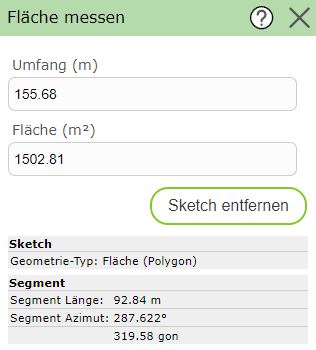 Fläche messen
Umfang (m)
155.68
Fläche (m²)
1502.81
Sketch entfernen
Sketch
Geometrie-Typ: Fläche (Polygon)
Segment
Segment Länge: 92.84 m
Segment Azimut: 287.622°
319.58 gon